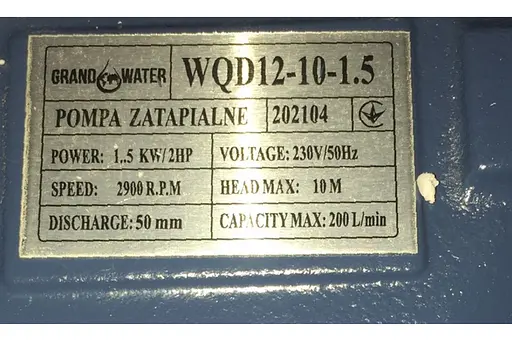 GRAND WATER WQD12-10-1.5
POMPA ZATAPIALNE 202104
POWER: 1..5 KW/2HP VOLTAGE: 230V/50Hz
SPEED: 2900 R.P.M HEAD MAX: 10 M
DISCHARGE: 50 mm CAPACITY MAX: 200 L/min